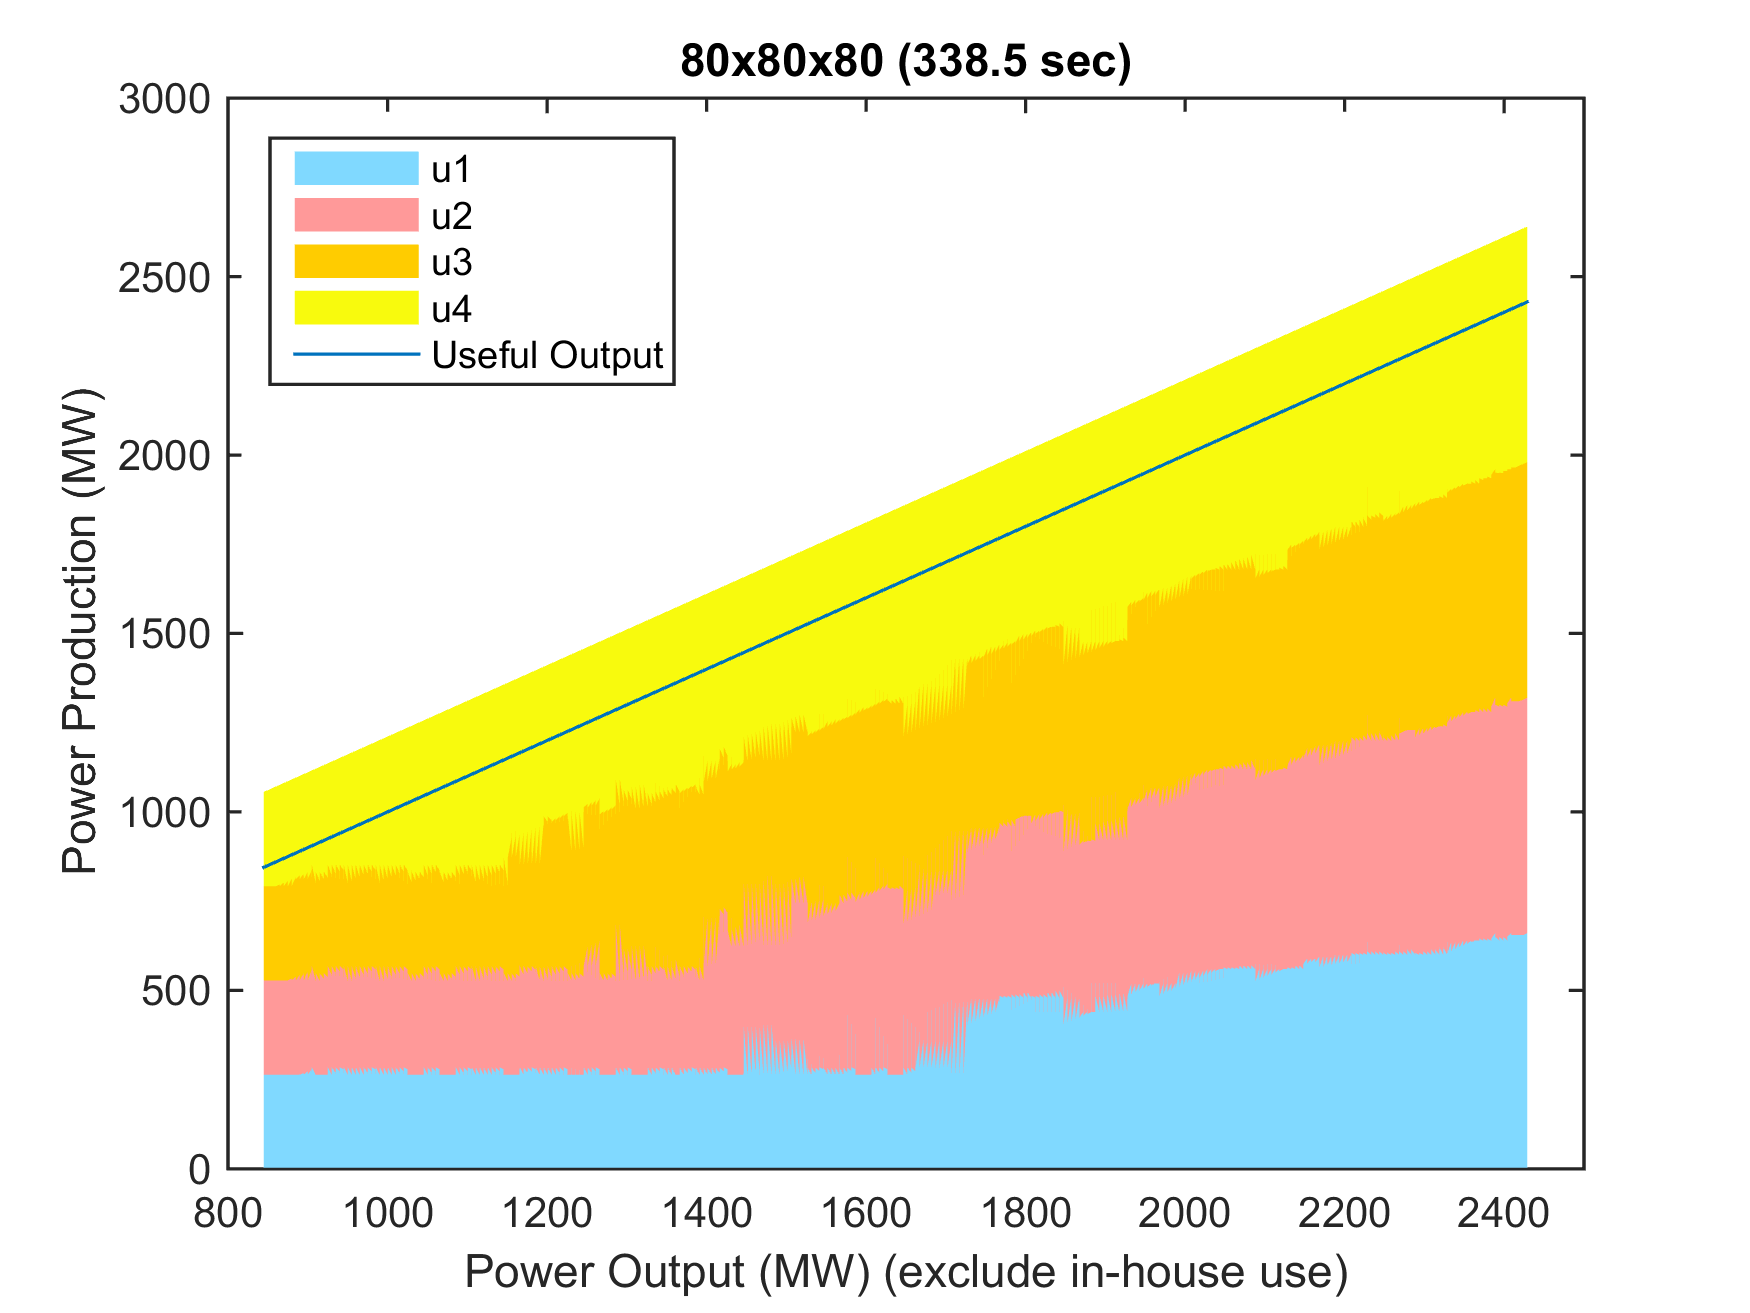 80x80x80 (338.5 sec)
3000
2500
2000
1500
1000
500
0
Power Production (MW)
u1
u2
u3
u4
Useful Output
800 1000 1200 1400 1600 1800 2000 2200 2400
Power Output (MW) (exclude in-house use)